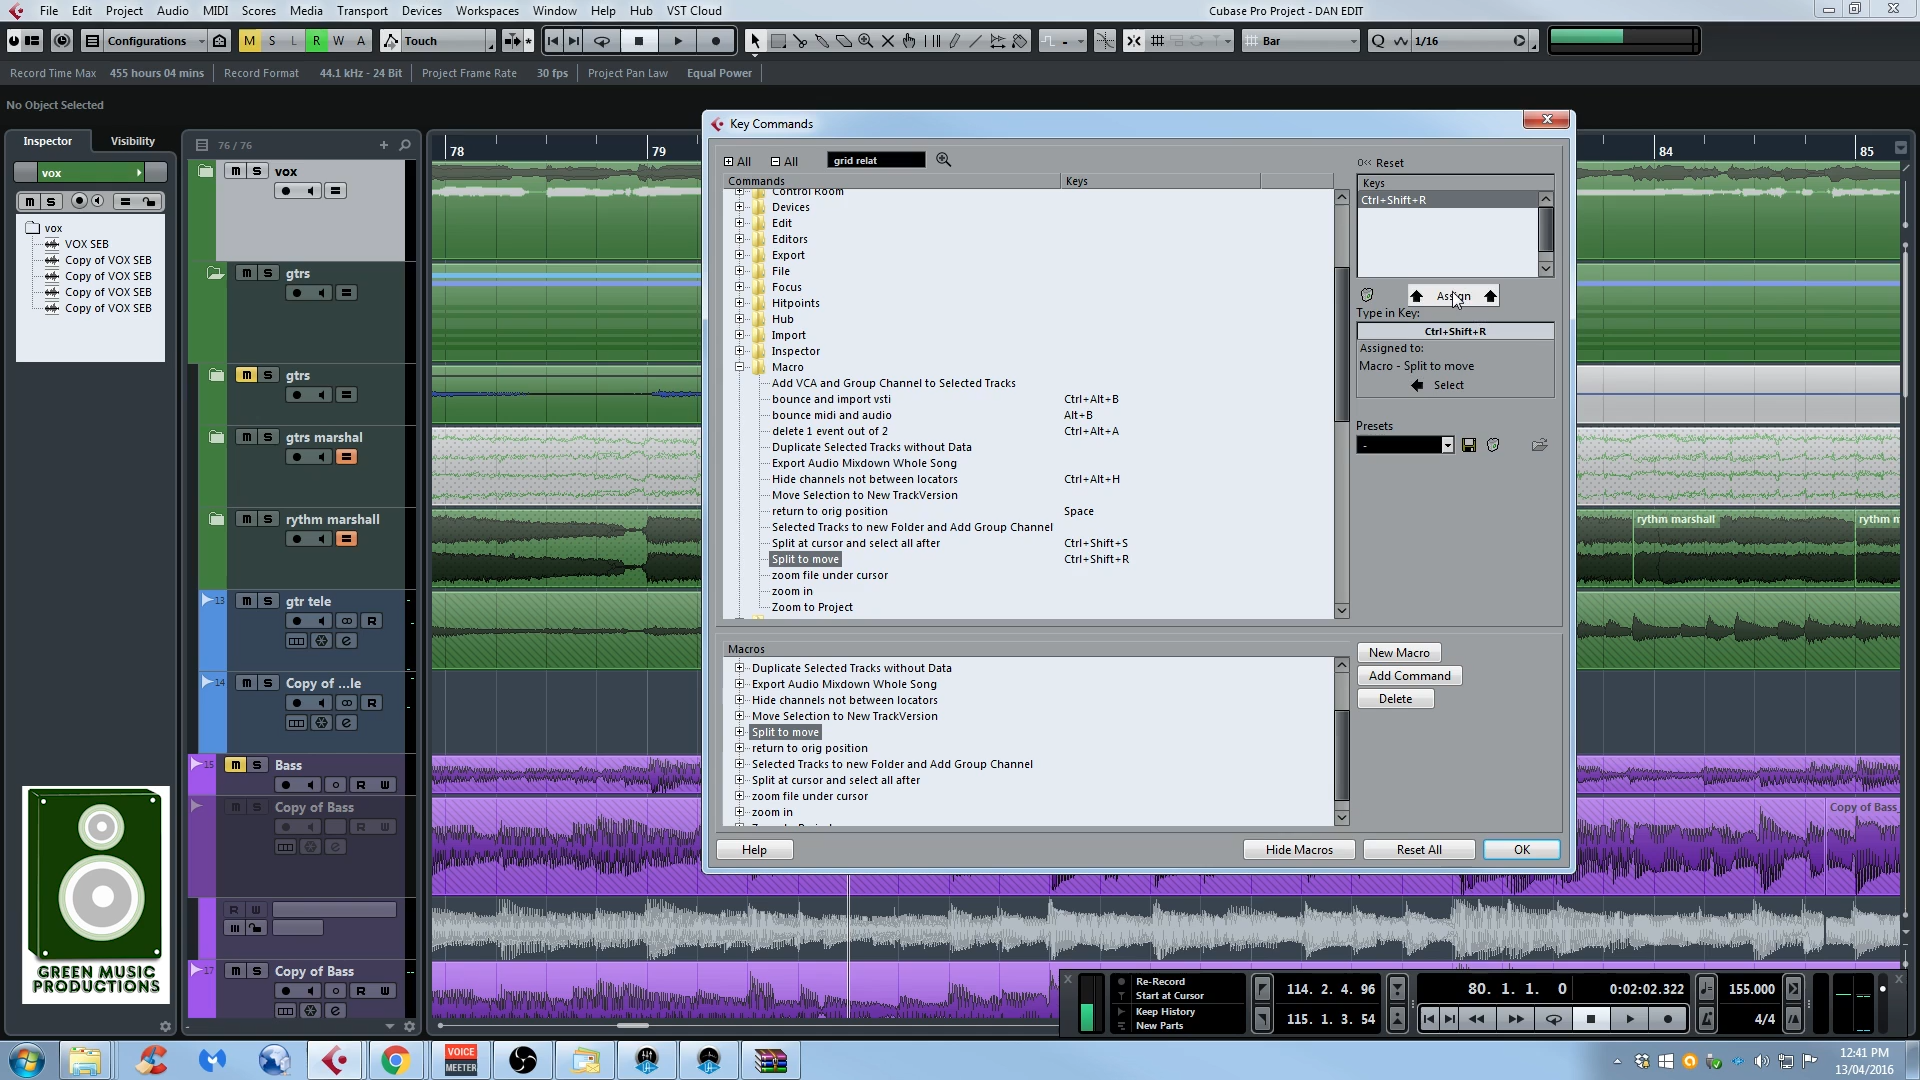 File Edit Project Audio MIDI Scores Media Transport Devices Workspaces Window Help Hub VST Cloud
Cubase Pro Project - DAN EDIT
Configurations M S L R W A Touch Bar Q 1/16
Record Time Max 455 hours 04 mins Record Format 44.1 kHz - 24 Bit Project Frame Rate 30 fps Project Pan Law Equal Power
No Object Selected
Inspector Visibility
76 / 76
78 79 84 85
vox
m S
vox
VOX SEB
Copy of VOX SEB
Copy of VOX SEB
Copy of VOX SEB
Copy of VOX SEB
m S vox
m S gtrs
m S gtrs
m S gtrs marshal
m S rythm marshall
13 m S gtr tele
R
e
14 m S Copy of ...le
R
e
15 m S Bass
R W
m S Copy of Bass
R W
e
R W
m
17 m S Copy of Bass
R W
e
rythm marshall
rythm m
Copy of Bass
GREEN MUSIC
PRODUCTIONS
Key Commands
All All grid relat
Commands Keys
Control Room
Devices
Edit
Editors
Export
File
Focus
Hitpoints
Hub
Import
Inspector
Macro
Add VCA and Group Channel to Selected Tracks
bounce and import vsti Ctrl+Alt+B
bounce midi and audio Alt+B
delete 1 event out of 2 Ctrl+Alt+A
Duplicate Selected Tracks without Data
Export Audio Mixdown Whole Song
Hide channels not between locators Ctrl+Alt+H
Move Selection to New TrackVersion
return to orig position Space
Selected Tracks to new Folder and Add Group Channel
Split at cursor and select all after Ctrl+Shift+S
Split to move Ctrl+Shift+R
zoom file under cursor
zoom in
Zoom to Project
Reset
Keys
Ctrl+Shift+R
Assign
Type in Key:
Ctrl+Shift+R
Assigned to:
Macro - Split to move
Select
Presets
-
Macros
Duplicate Selected Tracks without Data
Export Audio Mixdown Whole Song
Hide channels not between locators
Move Selection to New TrackVersion
Split to move
return to orig position
Selected Tracks to new Folder and Add Group Channel
Split at cursor and select all after
zoom file under cursor
zoom in
New Macro
Add Command
Delete
Help Hide Macros Reset All OK
Re-Record
Start at Cursor
Keep History
New Parts
114. 2. 4. 96
115. 1. 3. 54
80. 1. 1. 0 0:02:02.322
155.000
4/4
VOICE
MEETER
12:41 PM
13/04/2016